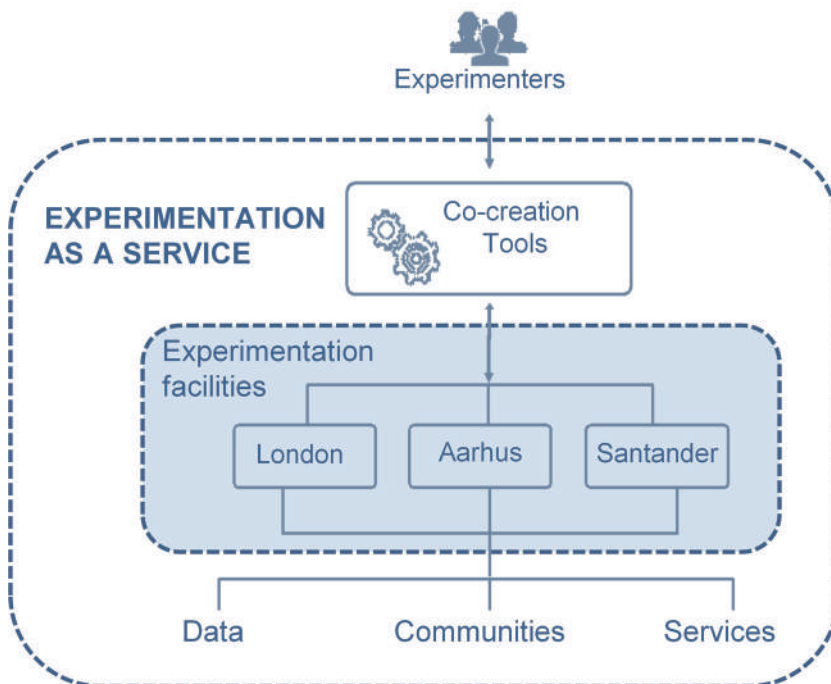 Experimenters
EXPERIMENTATION
AS A SERVICE
Co-creation
Tools
Experimentation
facilities
London
Aarhus
Santander
Data
Communities
Services